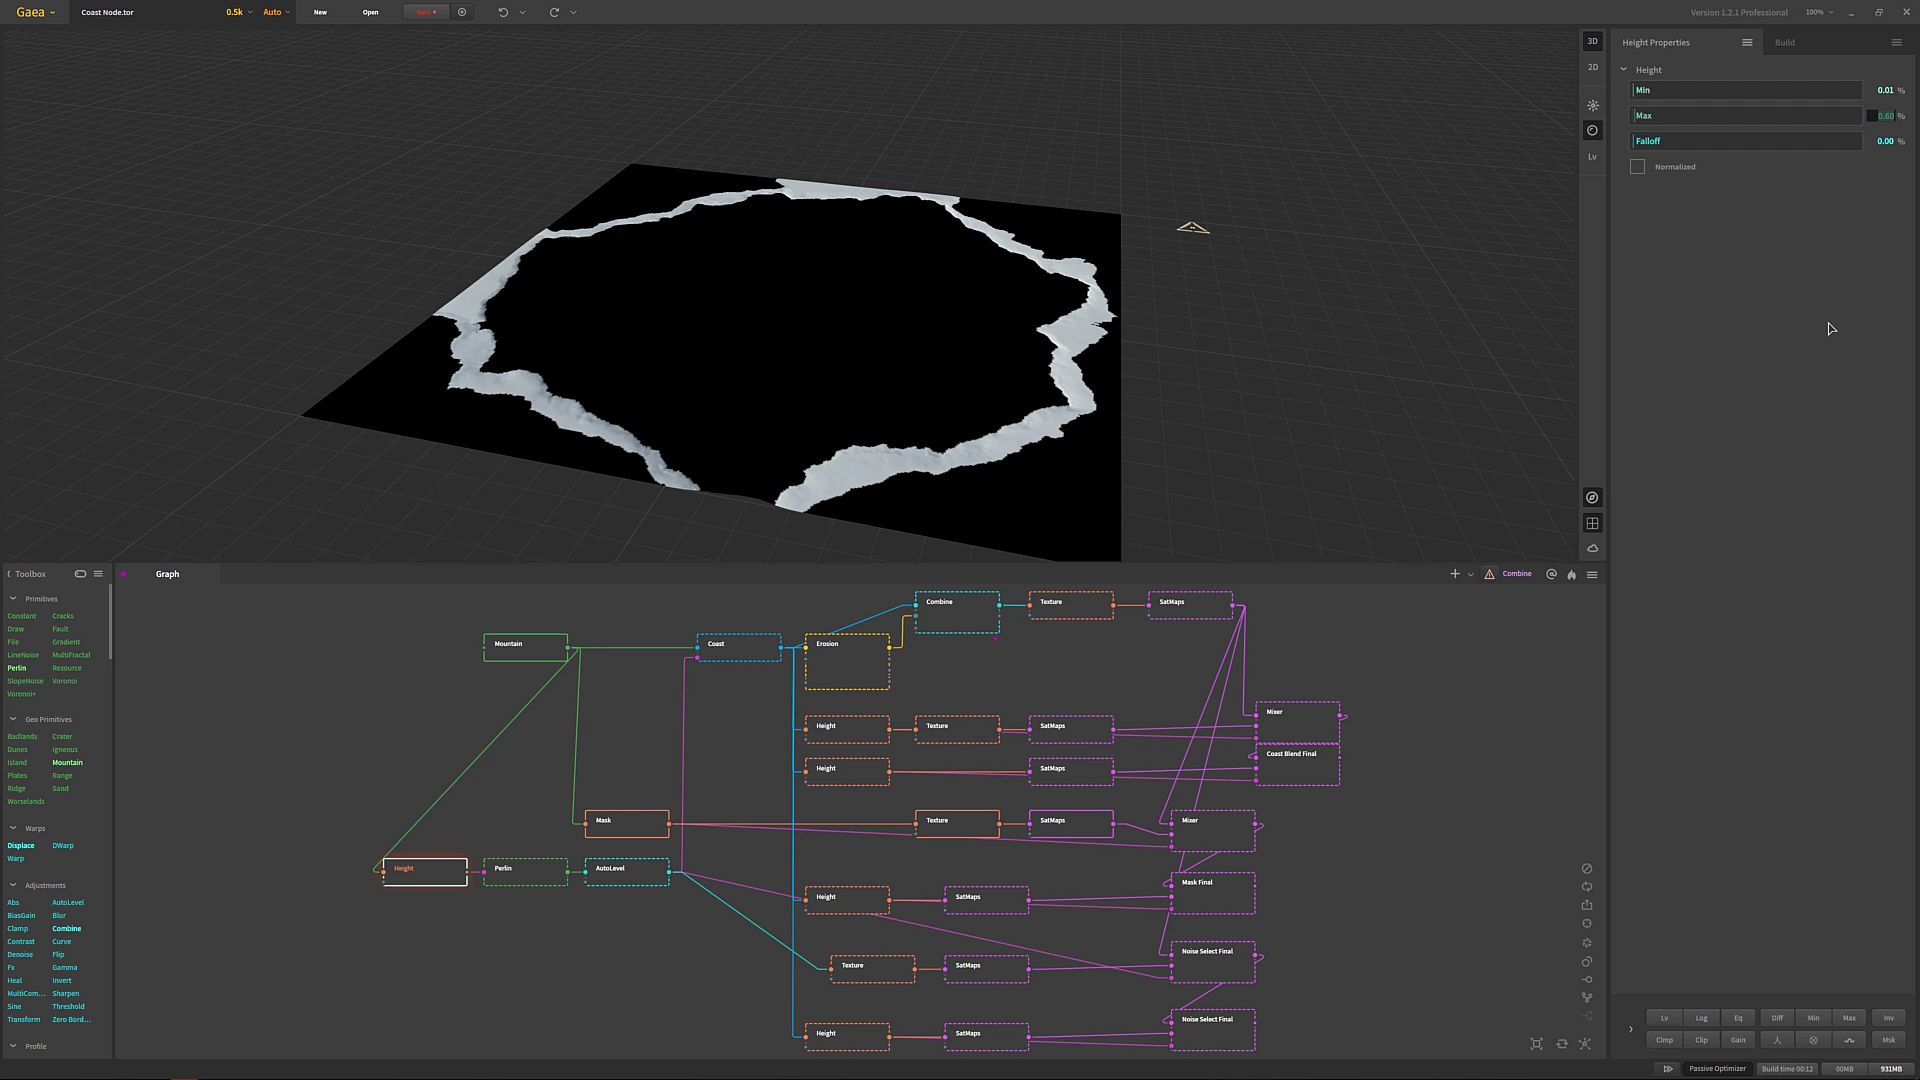 Gaea
Coast Node.tor
0.5k
Auto
New
Open
Version 1.2.1 Professional
100%
3D
2D
Lv
Height Properties
Build
Height
Min
0.01 %
Max
0.60 %
Falloff
0.00 %
Normalized
Toolbox
Graph
Combine
Primitives
Constant Cracks
Draw Fault
File Gradient
LineNoise MultiFractal
Perlin Resource
SlopeNoise Voronoi
Voronoi+
Geo Primitives
Badlands Crater
Dunes Igneous
Island Mountain
Plates Range
Ridge Sand
Worselands
Warps
Displace DWarp
Warp
Adjustments
Abs AutoLevel
BiasGain Blur
Clamp Combine
Contrast Curve
Denoise Flip
Fx Gamma
Heal Invert
MultiCom... Sharpen
Sine Threshold
Transform Zero Bord...
Profile
Combine
Texture
SatMaps
Mountain
Coast
Erosion
Height
Texture
SatMaps
Mixer
Coast Blend Final
Height
SatMaps
Mask
Texture
SatMaps
Mixer
Height
Perlin
AutoLevel
Height
SatMaps
Mask Final
Texture
SatMaps
Noise Select Final
Height
SatMaps
Noise Select Final
Lv Log Eq Diff Min Max Inv
Clmp Clip Gain Msk
Passive Optimizer
Build time 00:12
00MB
931MB